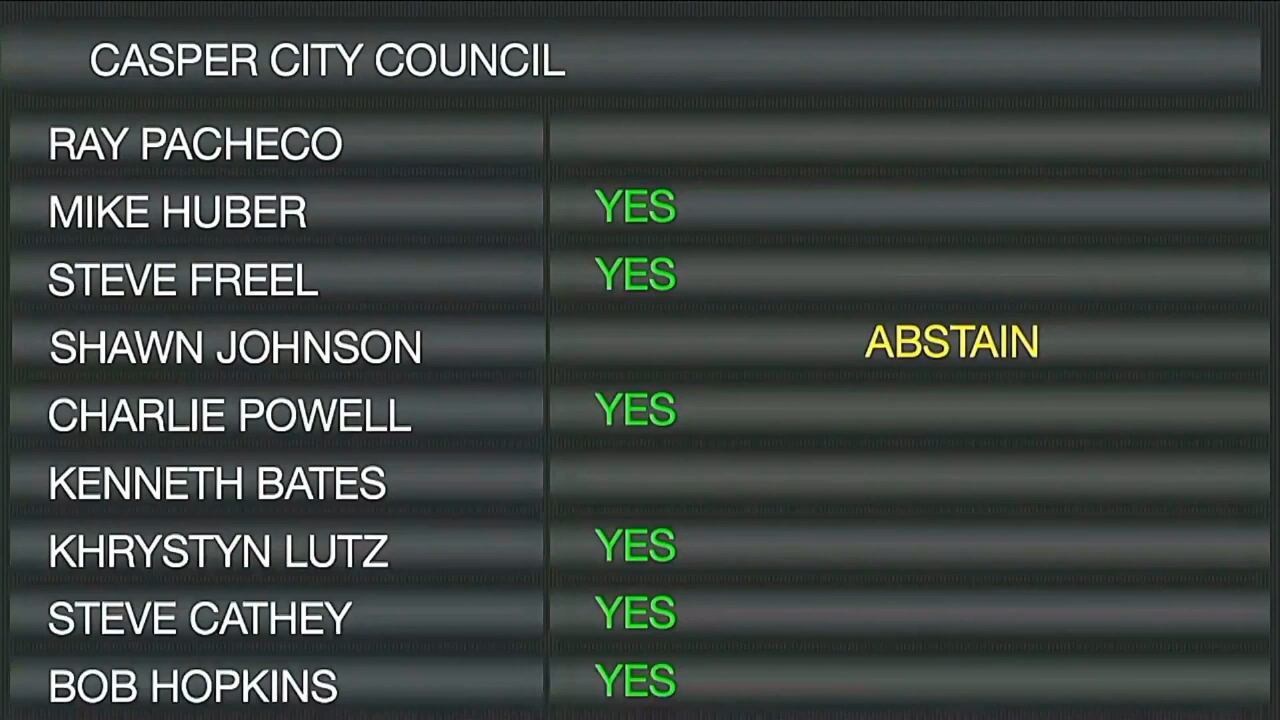 CASPER CITY COUNCIL
RAY PACHECO
MIKE HUBER YES
STEVE FREEL YES
SHAWN JOHNSON ABSTAIN
CHARLIE POWELL YES
KENNETH BATES
KHRYSTYN LUTZ YES
STEVE CATHEY YES
BOB HOPKINS YES